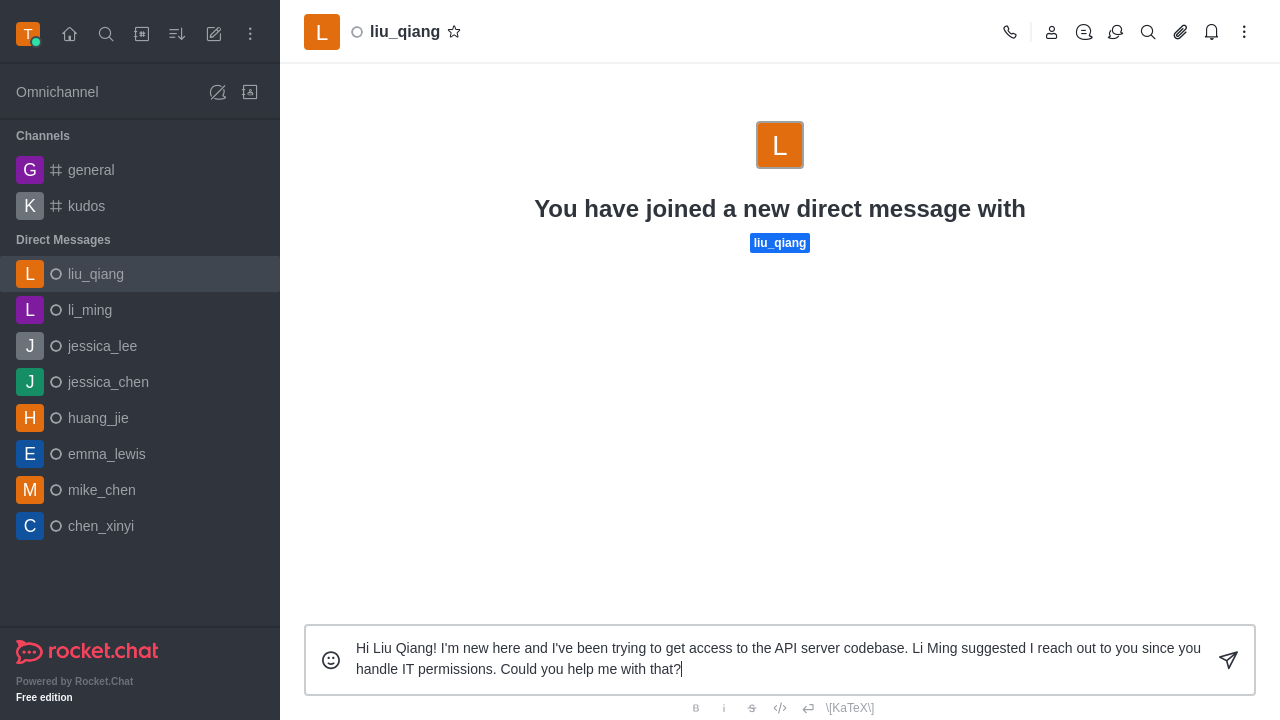 T
liu_qiang
L
Omnichannel
Channels
G general
K kudos
Direct Messages
L liu_qiang
L li_ming
J jessica_lee
J jessica_chen
H huang_jie
E emma_lewis
M mike_chen
C chen_xinyi
rocket.chat
Powered by Rocket.Chat
Free edition
L
You have joined a new direct message with
liu_qiang
Hi Liu Qiang! I'm new here and I've been trying to get access to the API server codebase. Li Ming suggested I reach out to you since you
handle IT permissions. Could you help me with that?
B i S \[KaTeX\]